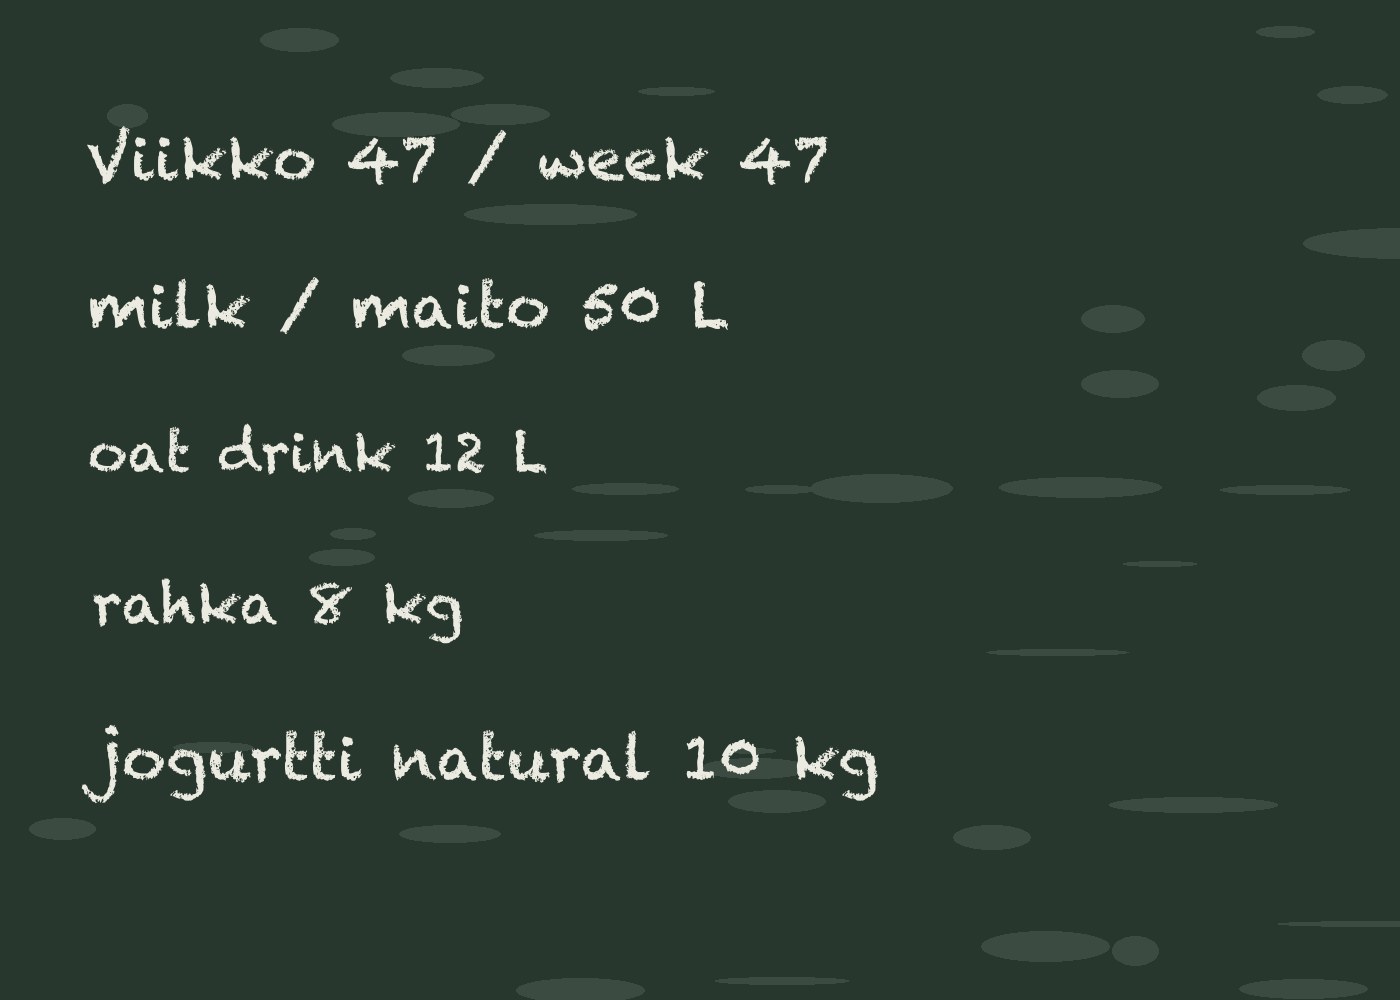 Viikko 47 / week 47
milk / maito 50 L
oat drink 12 L
rahka 8 kg
jogurtti natural 10 kg